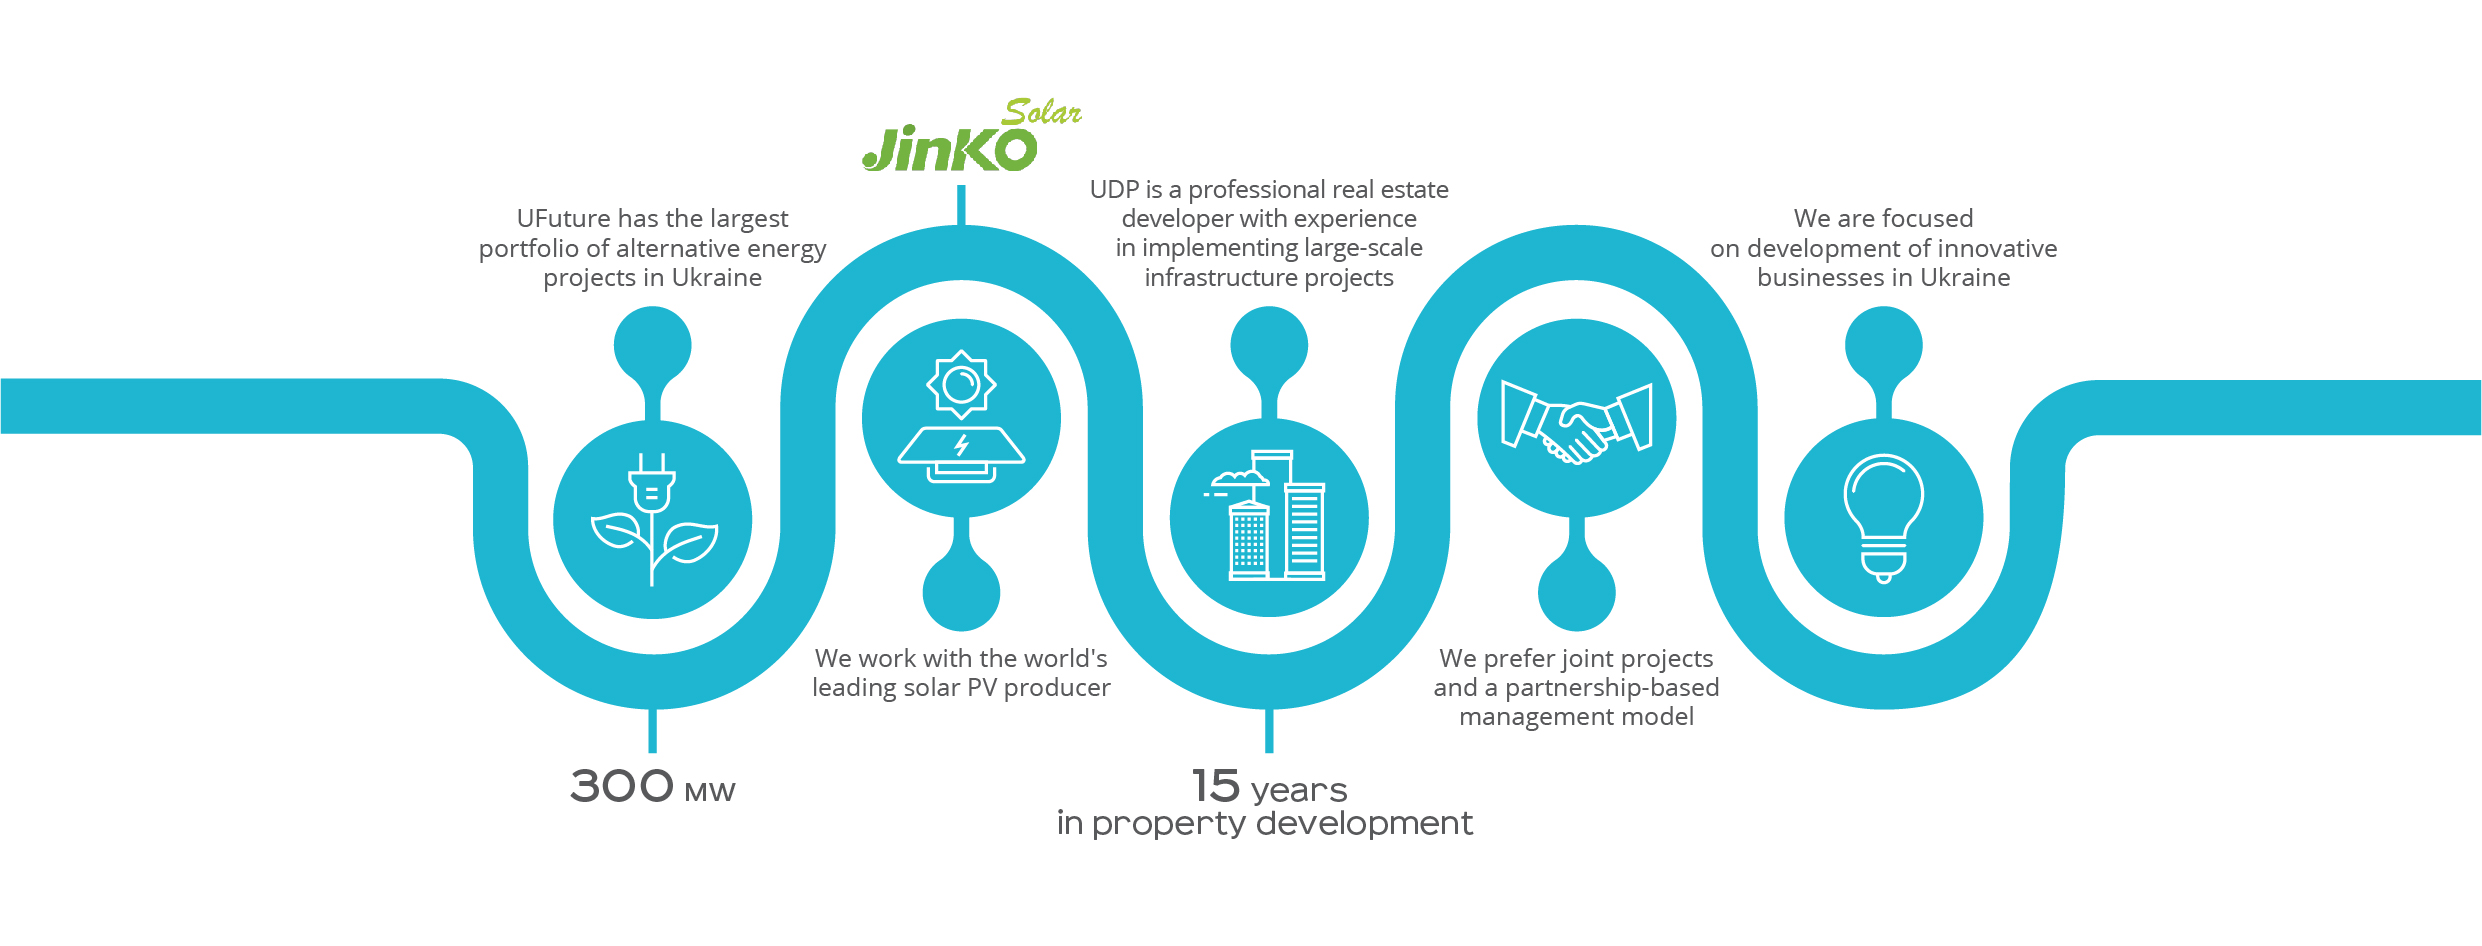 UFuture has the largest
portfolio of alternative energy
projects in Ukraine
300 MW
Solar
JinKO
We work with the world's
leading solar PV producer
UDP is a professional real estate
developer with experience
in implementing large-scale
infrastructure projects
15 years
in property development
We prefer joint projects
and a partnership-based
management model
We are focused
on development of innovative
businesses in Ukraine